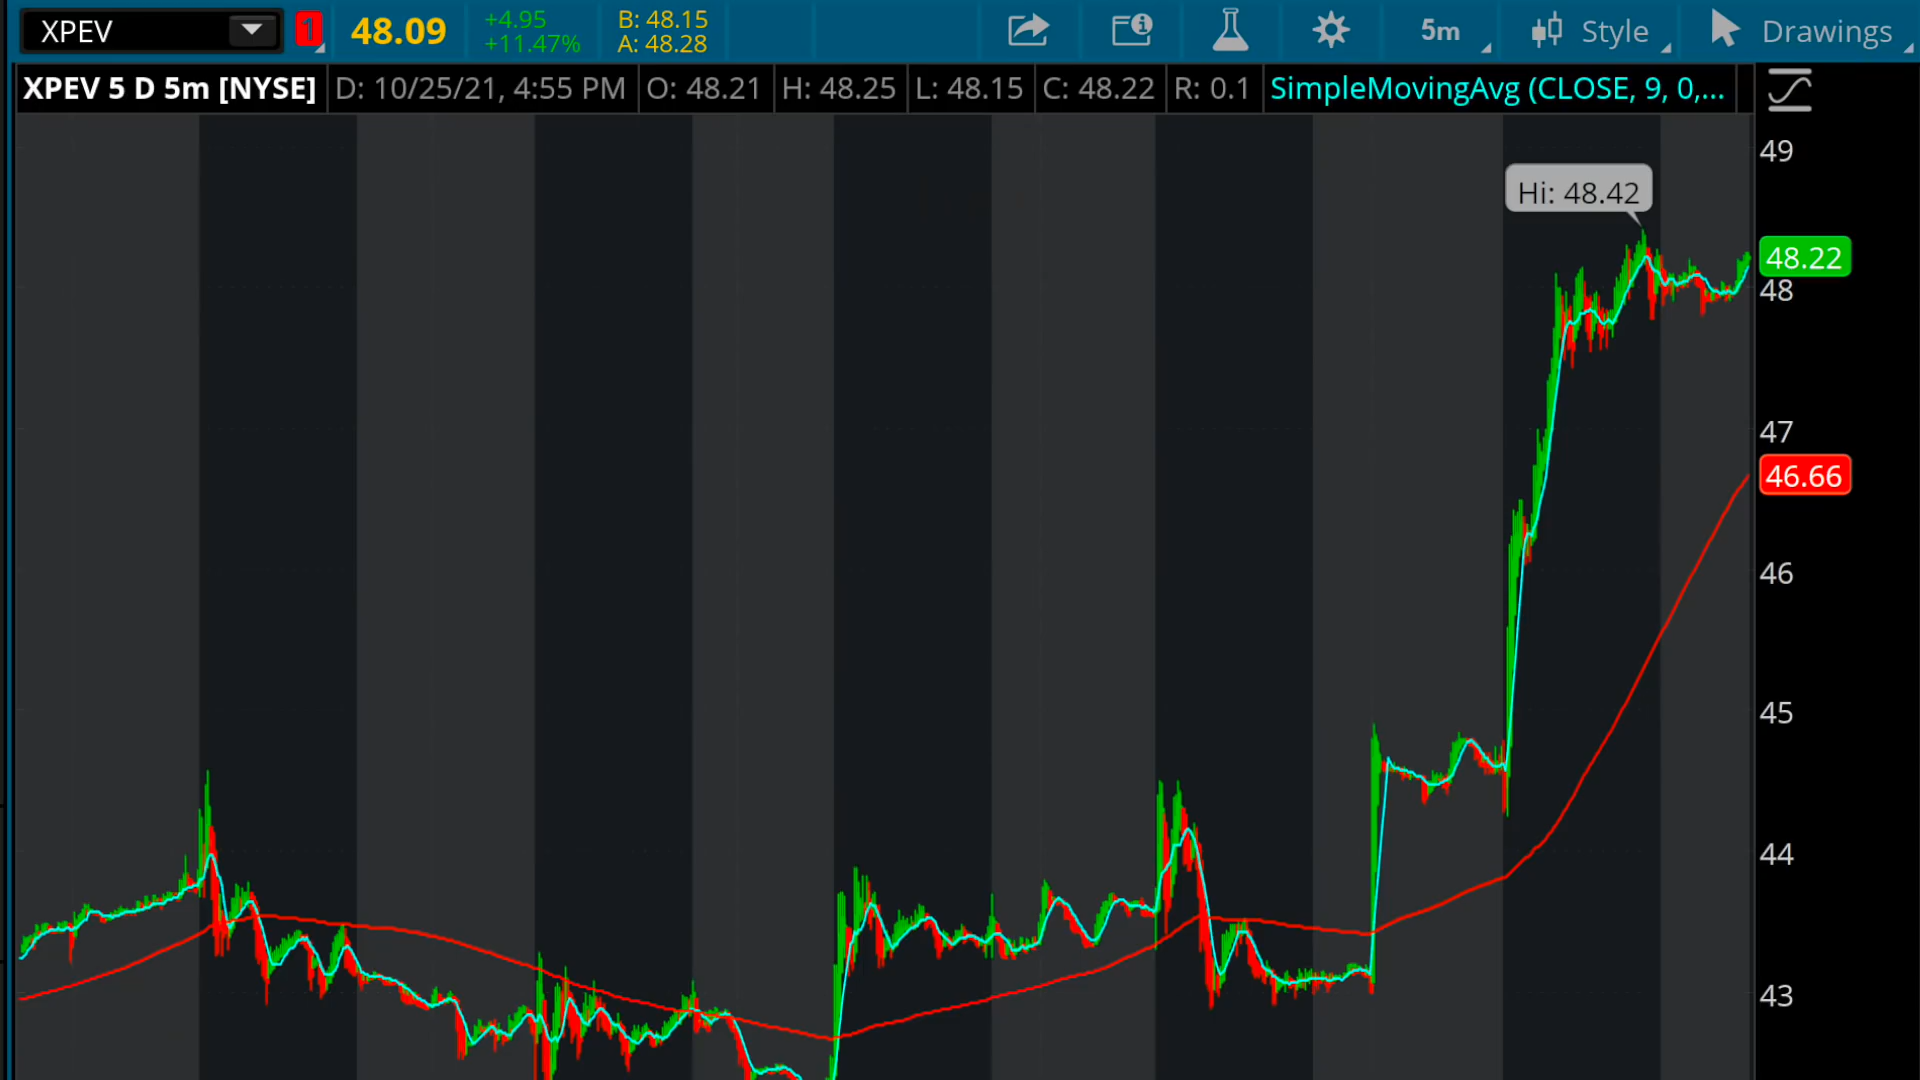 XPEV
1
48.09
+4.95
+11.47%
B: 48.15
A: 48.28
5m
Style
Drawings
XPEV 5 D 5m [NYSE]
D: 10/25/21, 4:55 PM
O: 48.21
H: 48.25
L: 48.15
C: 48.22
R: 0.1
SimpleMovingAvg (CLOSE, 9, 0,...
Hi: 48.42
49
48.22
48
47
46.66
46
45
44
43